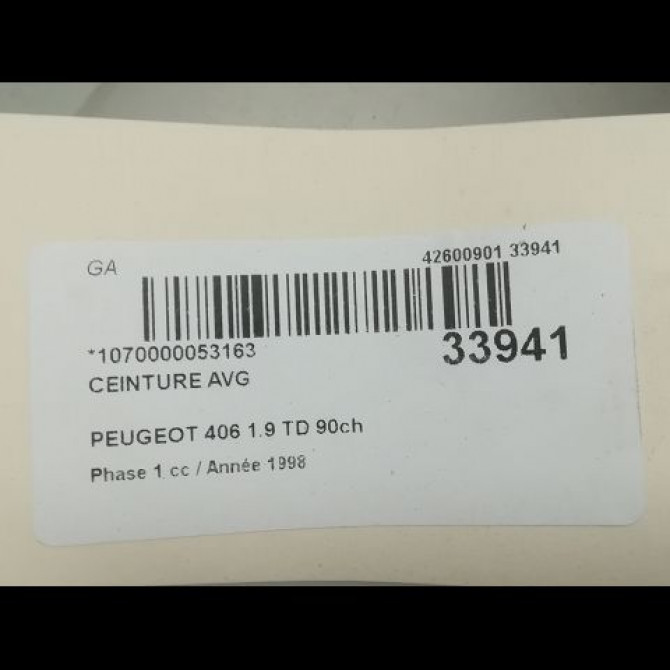 GA
42600901 33941
*1070000053163
33941
CEINTURE AVG
PEUGEOT 406 1.9 TD 90ch
Phase 1 cc / Année 1998